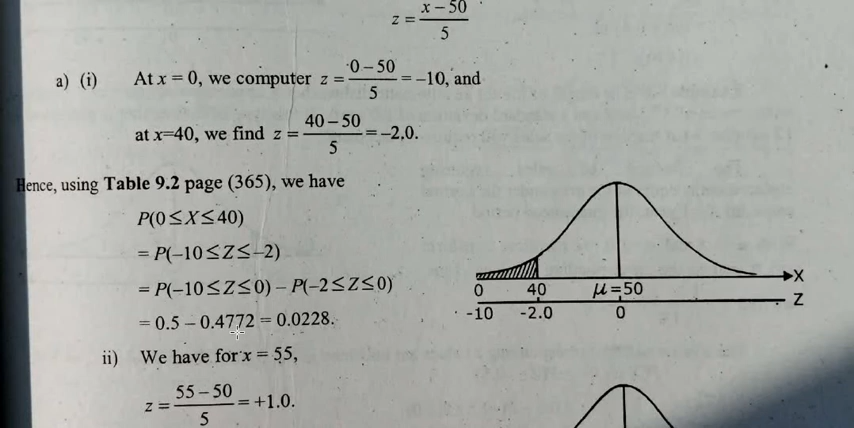 z = x − 50 / 5
a) (i) At x = 0, we computer z = 0 − 50 / 5 = −10, and
at x=40, we find z = 40 − 50 / 5 = −2.0.
Hence, using Table 9.2 page (365), we have
P(0 ≤ X ≤ 40)
= P(−10 ≤ Z ≤ −2)
= P(−10 ≤ Z ≤ 0) − P(−2 ≤ Z ≤ 0)
= 0.5 − 0.4772 = 0.0228.
X
0 40 μ=50
Z
-10 -2.0 0
ii) We have for x = 55,
z = 55 − 50 / 5 = +1.0.